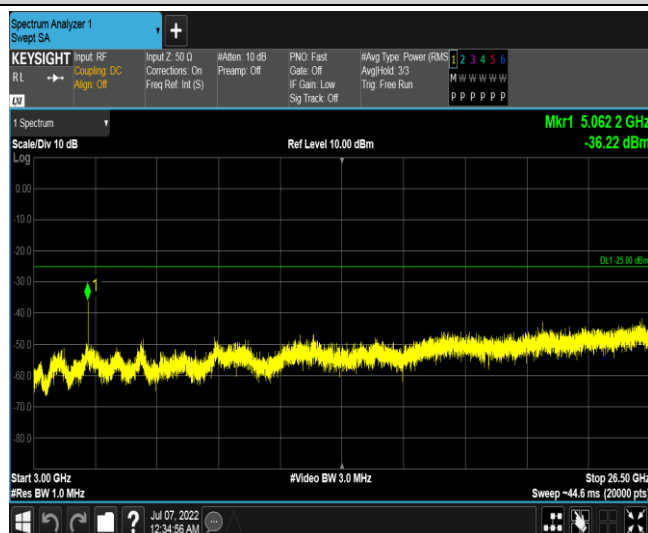 Spectrum Analyzer 1
Swept SA
+
KEYSIGHT Input: RF Input Z: 50 Ω #Atten: 10 dB PNO: Fast #Avg Type: Power (RMS 1 2 3 4 5 6
RL Coupling: DC Corrections: On Preamp: Off Gate: Off Avg|Hold: 3/3 M W W W W W
Align: Off Freq Ref: Int (S) IF Gain: Low Trig: Free Run
Sig Track: Off P P P P P P
LXI
1 Spectrum Mkr1 5.062 2 GHz
Scale/Div 10 dB Ref Level 10.00 dBm -36.22 dBm
Log
0.00
-10.0
-20.0
DL1 -25.00 dBm
-30.0
1
-40.0
-50.0
-60.0
-70.0
-80.0
Start 3.00 GHz #Video BW 3.0 MHz Stop 26.50 GHz
#Res BW 1.0 MHz Sweep ~44.6 ms (20000 pts)
? Jul 07, 2022
12:34:56 AM